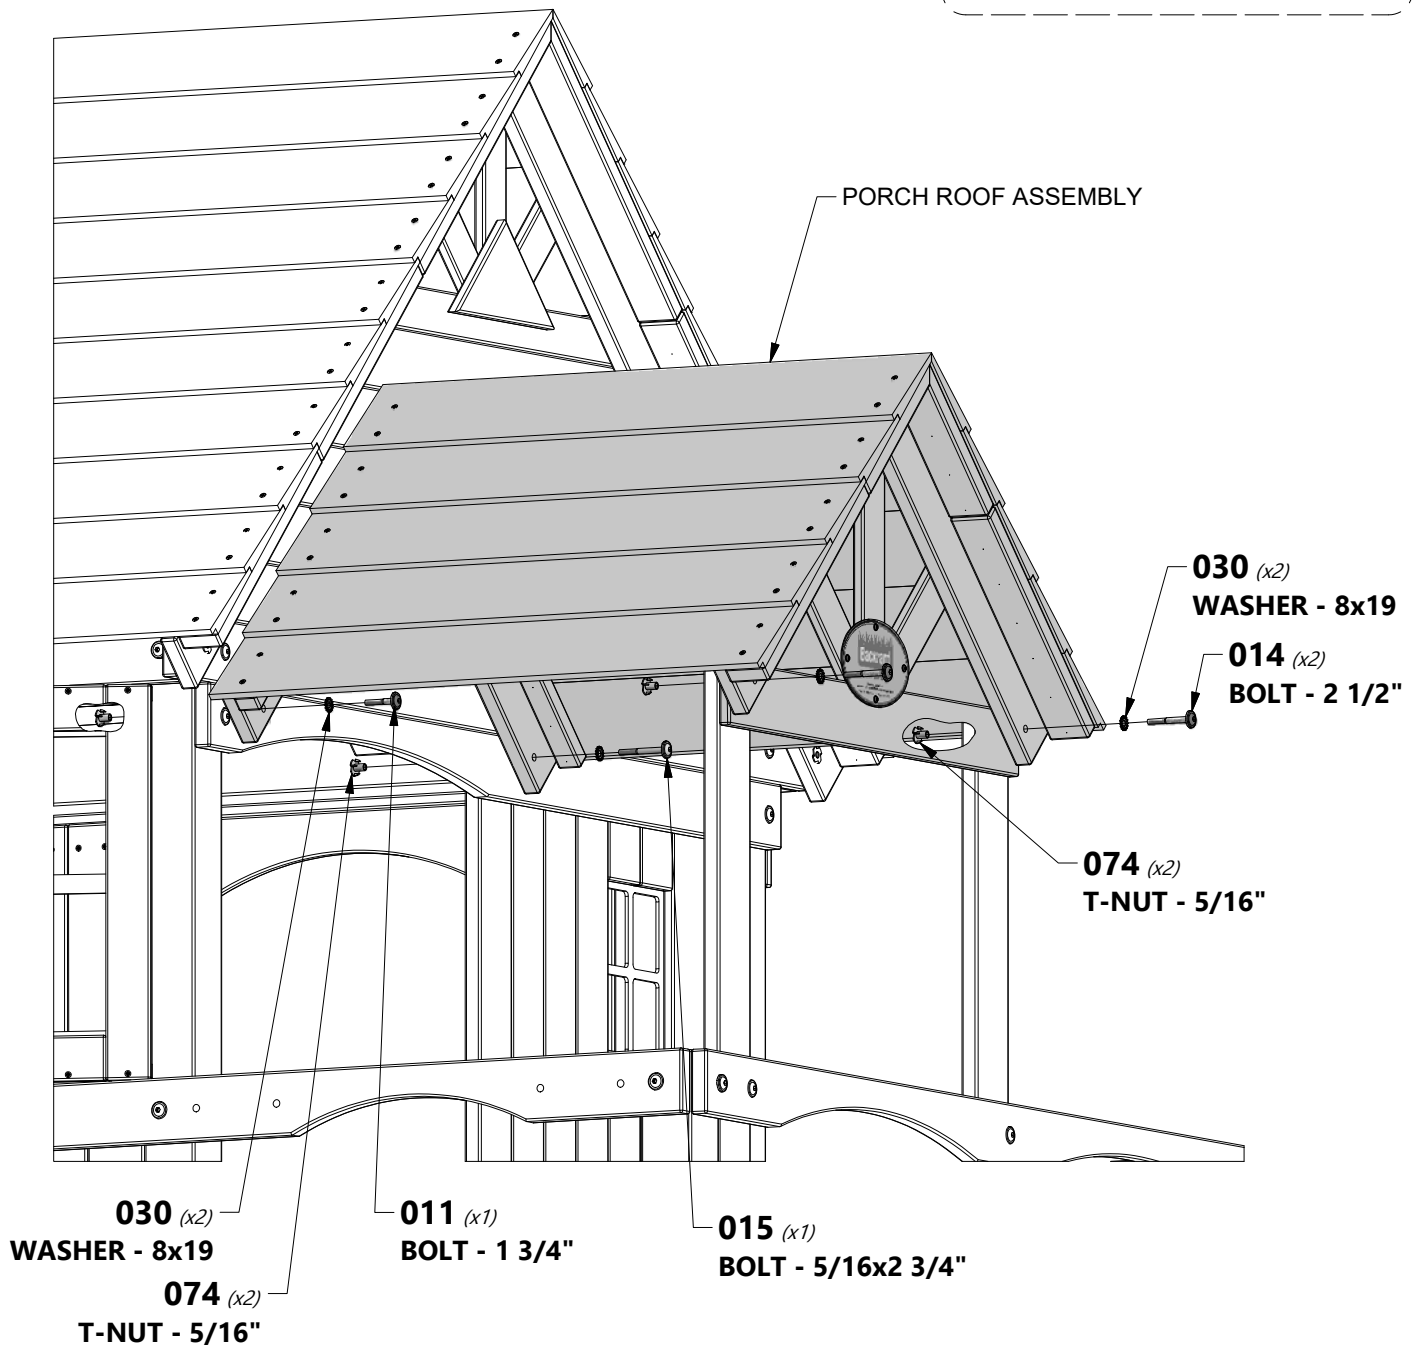 PORCH ROOF ASSEMBLY
030 (x2)
WASHER - 8x19
014 (x2)
BOLT - 2 1/2"
074 (x2)
T-NUT - 5/16"
030 (x2)
WASHER - 8x19
074 (x2)
T-NUT - 5/16"
011 (x1)
BOLT - 1 3/4"
015 (x1)
BOLT - 5/16x2 3/4"